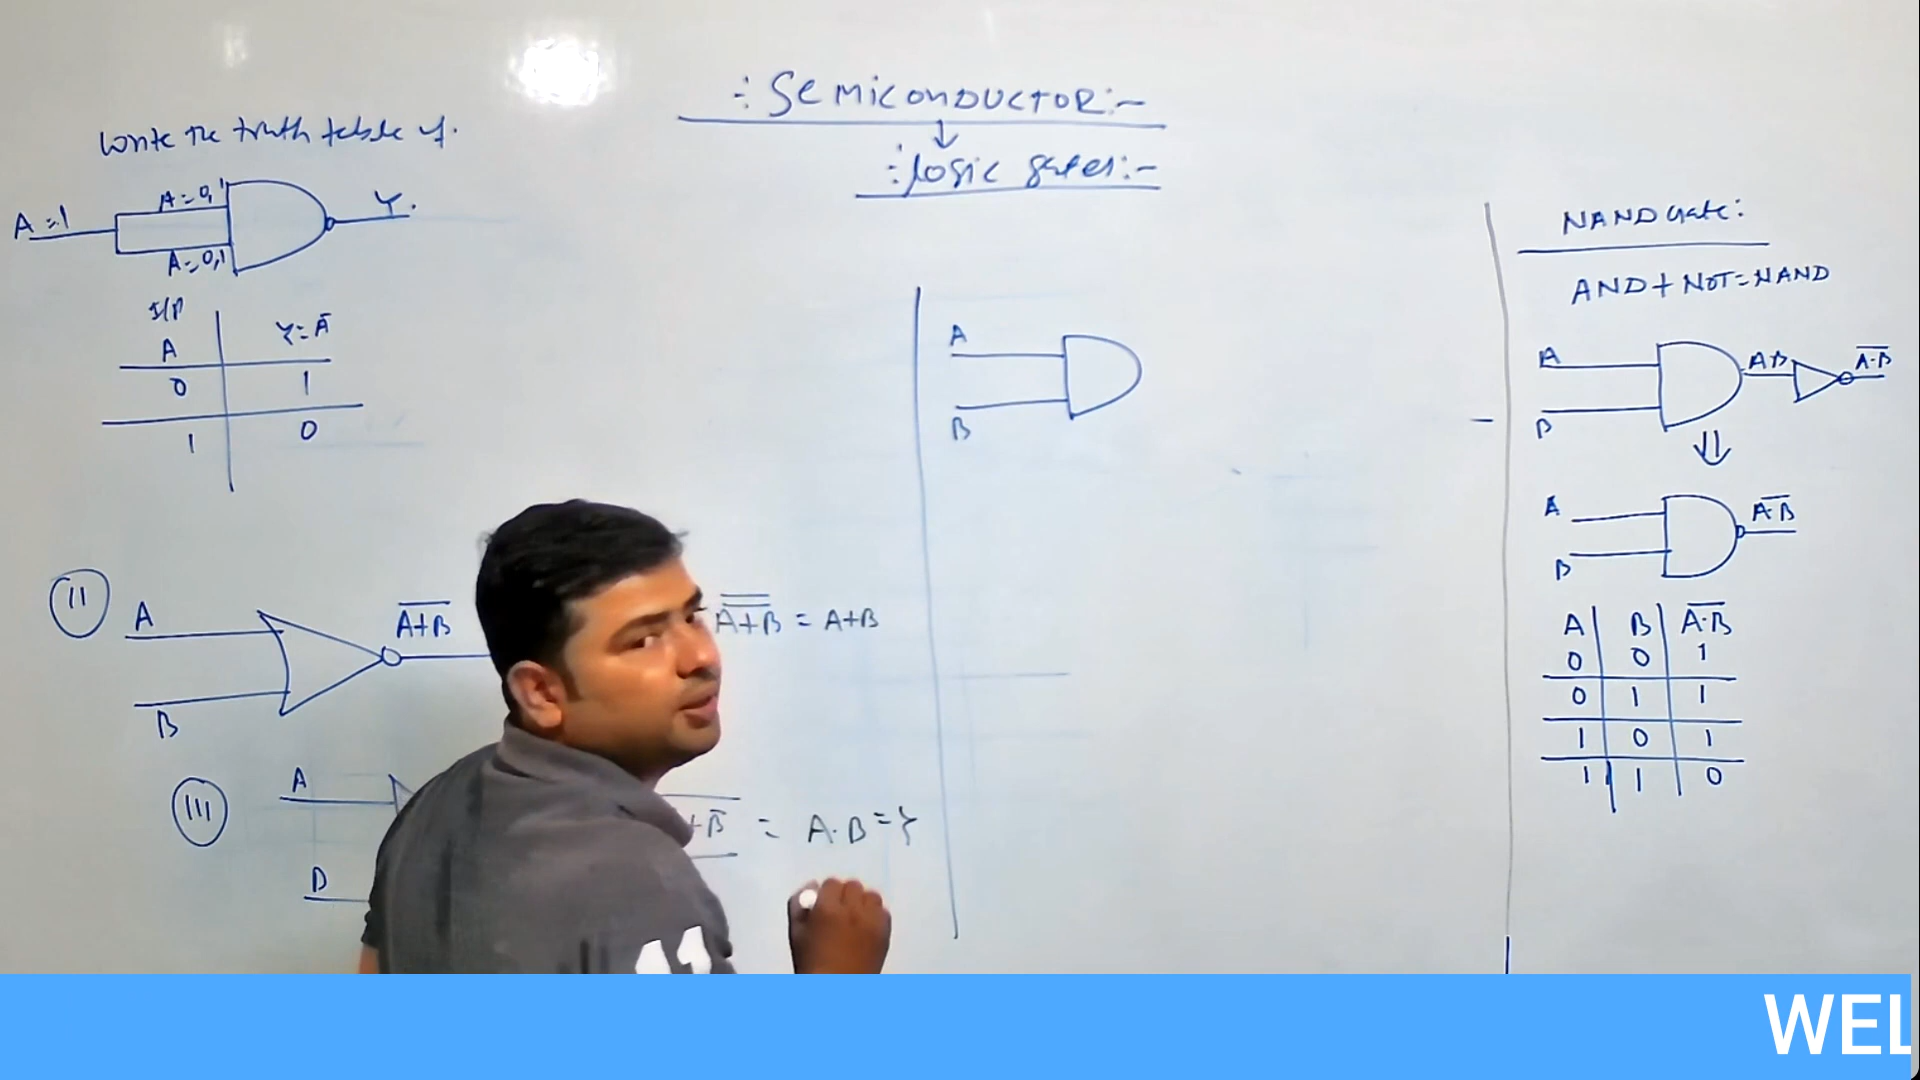 :- SEMICONDUCTOR:-
↓
:- logic gates:-
Write the truth table of.
A=1
A=0,1
A=0,1
Y.
I/P
A
Y=A̅
0 1
1 0
II
A
B
A̅+̅B̅
A̿+̿B̿ = A+B
III
A
B
+B̅ = A.B=Y
A
B
NAND Gate:
AND+NOT=NAND
A
B
AB
A̅·̅B̅
⇓
A
B
A̅·̅B̅
A B A̅·̅B̅
0 0 1
0 1 1
1 0 1
1 1 0
WEL